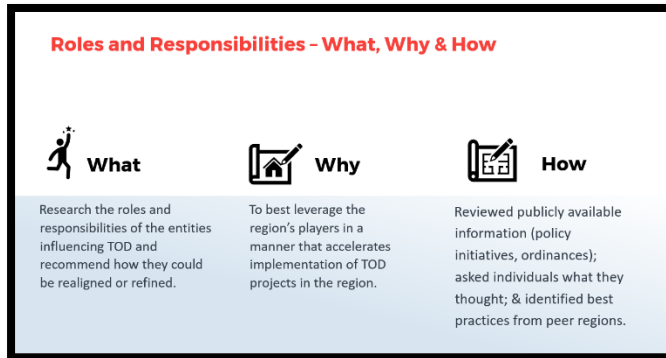 Roles and Responsibilities – What, Why & How
What
Research the roles and
responsibilities of the entities
influencing TOD and
recommend how they could
be realigned or refined.
Why
To best leverage the
region's players in a
manner that accelerates
implementation of TOD
projects in the region.
How
Reviewed publicly available
information (policy
initiatives, ordinances);
asked individuals what they
thought; & identified best
practices from peer regions.